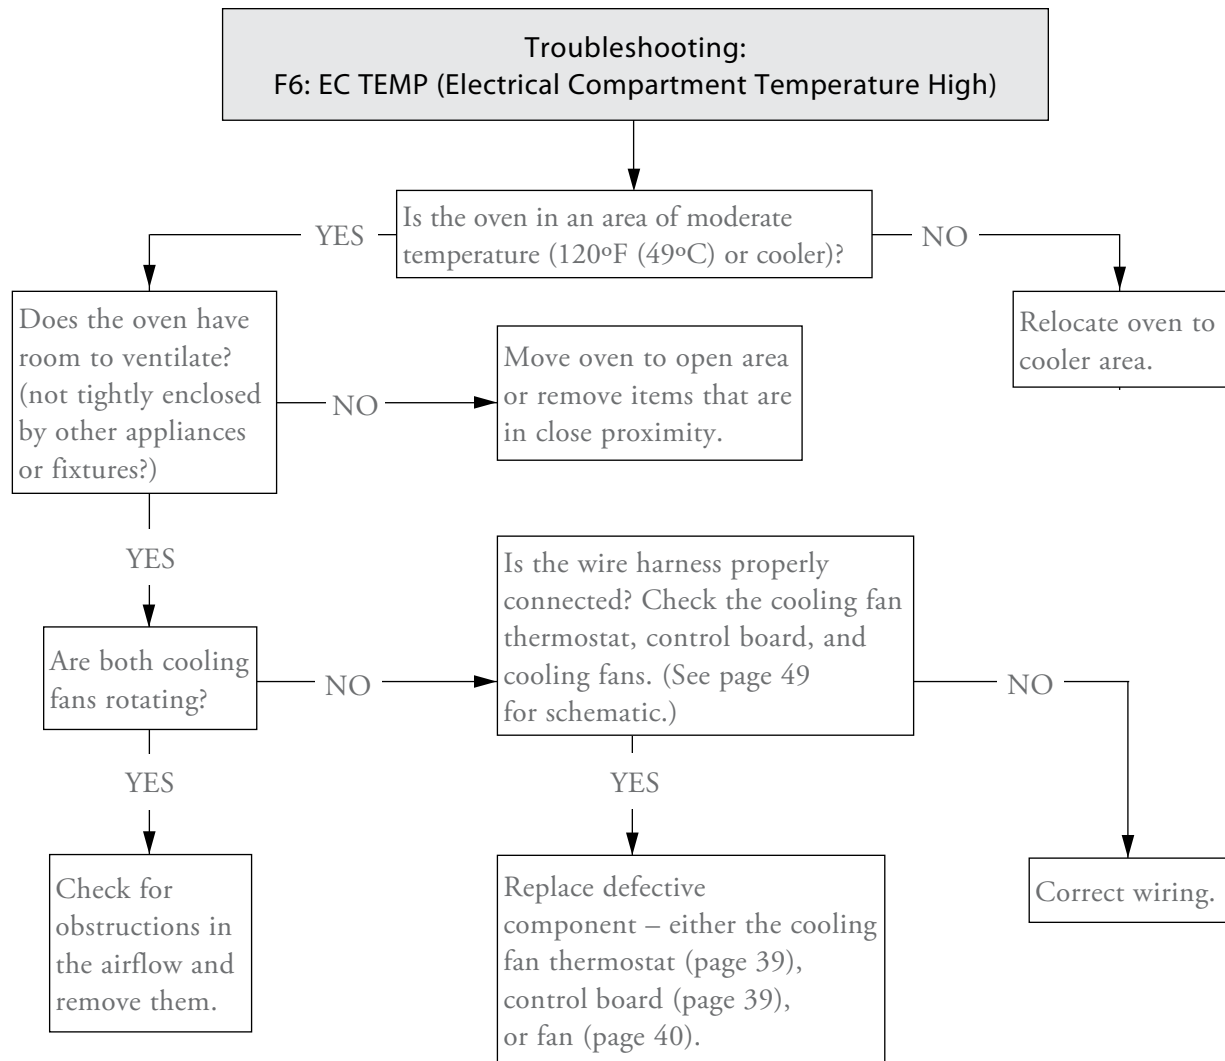 Troubleshooting:
F6: EC TEMP (Electrical Compartment Temperature High)
Is the oven in an area of moderate
temperature (120ºF (49ºC) or cooler)?
YES
NO
Does the oven have
room to ventilate?
(not tightly enclosed
by other appliances
or fixtures?)
NO
Move oven to open area
or remove items that are
in close proximity.
Relocate oven to
cooler area.
YES
Are both cooling
fans rotating?
NO
Is the wire harness properly
connected? Check the cooling fan
thermostat, control board, and
cooling fans. (See page 49
for schematic.)
NO
YES
YES
Check for
obstructions in
the airflow and
remove them.
Replace defective
component – either the cooling
fan thermostat (page 39),
control board (page 39),
or fan (page 40).
Correct wiring.